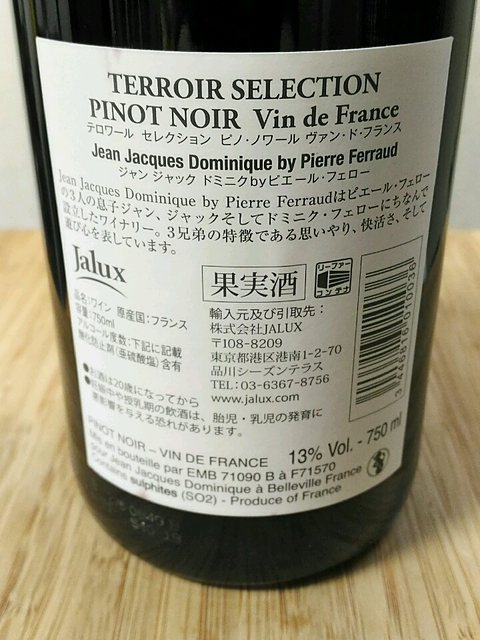 TERROIR SELECTION
PINOT NOIR Vin de France
テロワール セレクション ピノ・ノワール ヴァン・ド・フランス
Jean Jacques Dominique by Pierre Ferraud
ジャン ジャック ドミニクbyピエール・フェロー
Jean Jacques Dominique by Pierre Ferraudはピエール・フェロー
の3人の息子ジャン、ジャックそしてドミニク・フェローにちなんで
設立したワイナリー。3兄弟の特徴である思いやり、快活さ、そして
遊び心を表しています。
Jalux
果実酒
リーファー
コンテナ
品名:ワイン 原産国:フランス
容量:750ml
アルコール度数:下記に記載
酸化防止剤(亜硫酸塩)含有
輸入元及び引取先:
株式会社JALUX
〒108-8209
東京都港区港南1-2-70
品川シーズンテラス
TEL:03-6367-8756
www.jalux.com
●お酒は20歳になってから
●妊娠中や授乳期の飲酒は、胎児・乳児の発育に
悪影響を与える恐れがあります。
3 446816 010036
PINOT NOIR – VIN DE FRANCE
13% Vol. - 750 ml
Mis en bouteille par EMB 71090 B à F71570
Pour Jean Jacques Dominique à Belleville France
Contains sulphites (SO2) - Produce of France